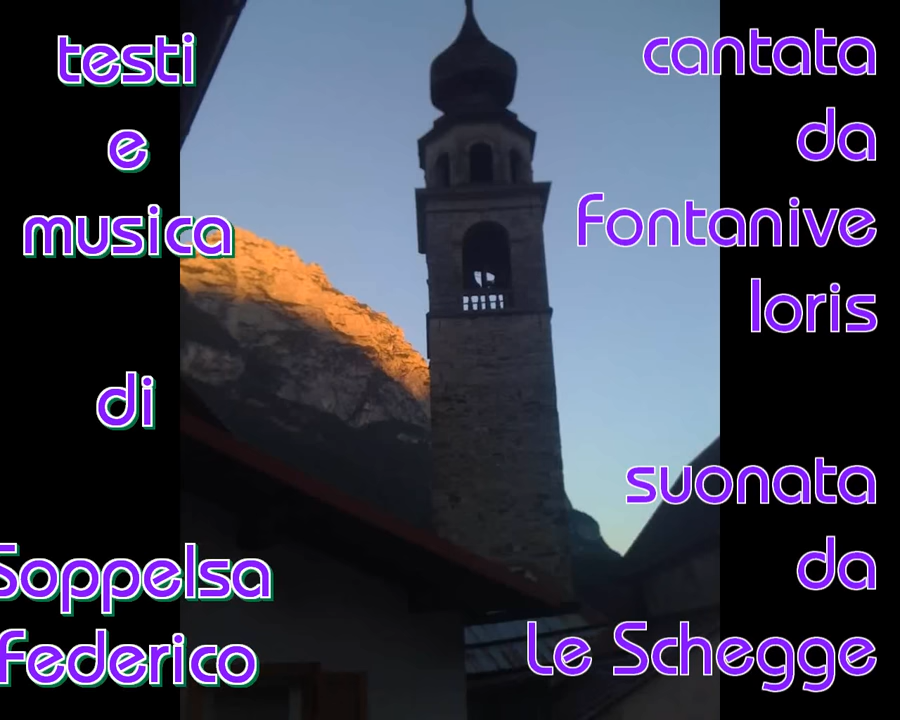 testi
e
musica
di
Soppelsa
federico
cantata
da
fontanive
loris
suonata
da
le Schegge